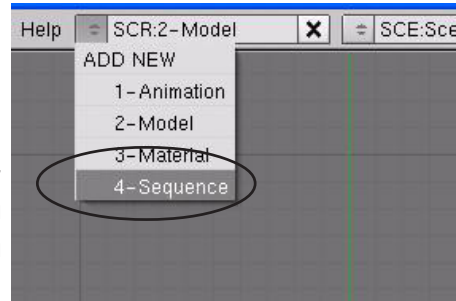 Help SCR:2-Model SCE:Sce
ADD NEW
1-Animation
2-Model
3-Material
4-Sequence